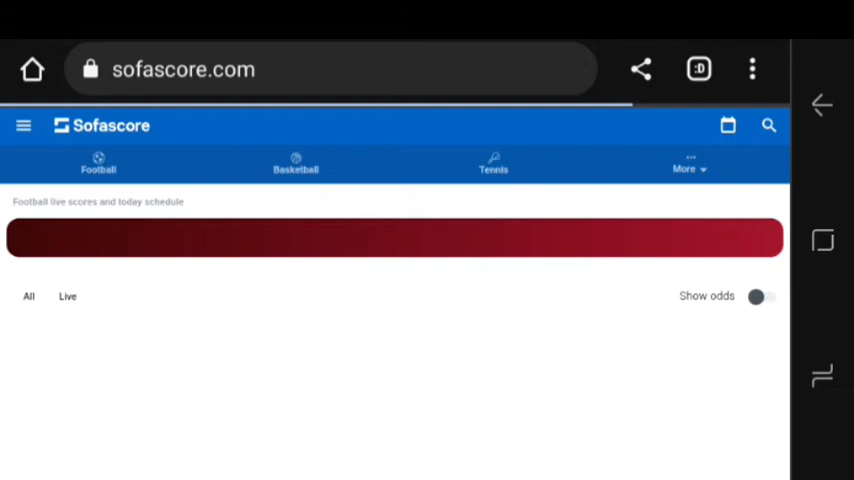 sofascore.com
:D
Sofascore
Football
Basketball
Tennis
More
Football live scores and today schedule
All
Live
Show odds